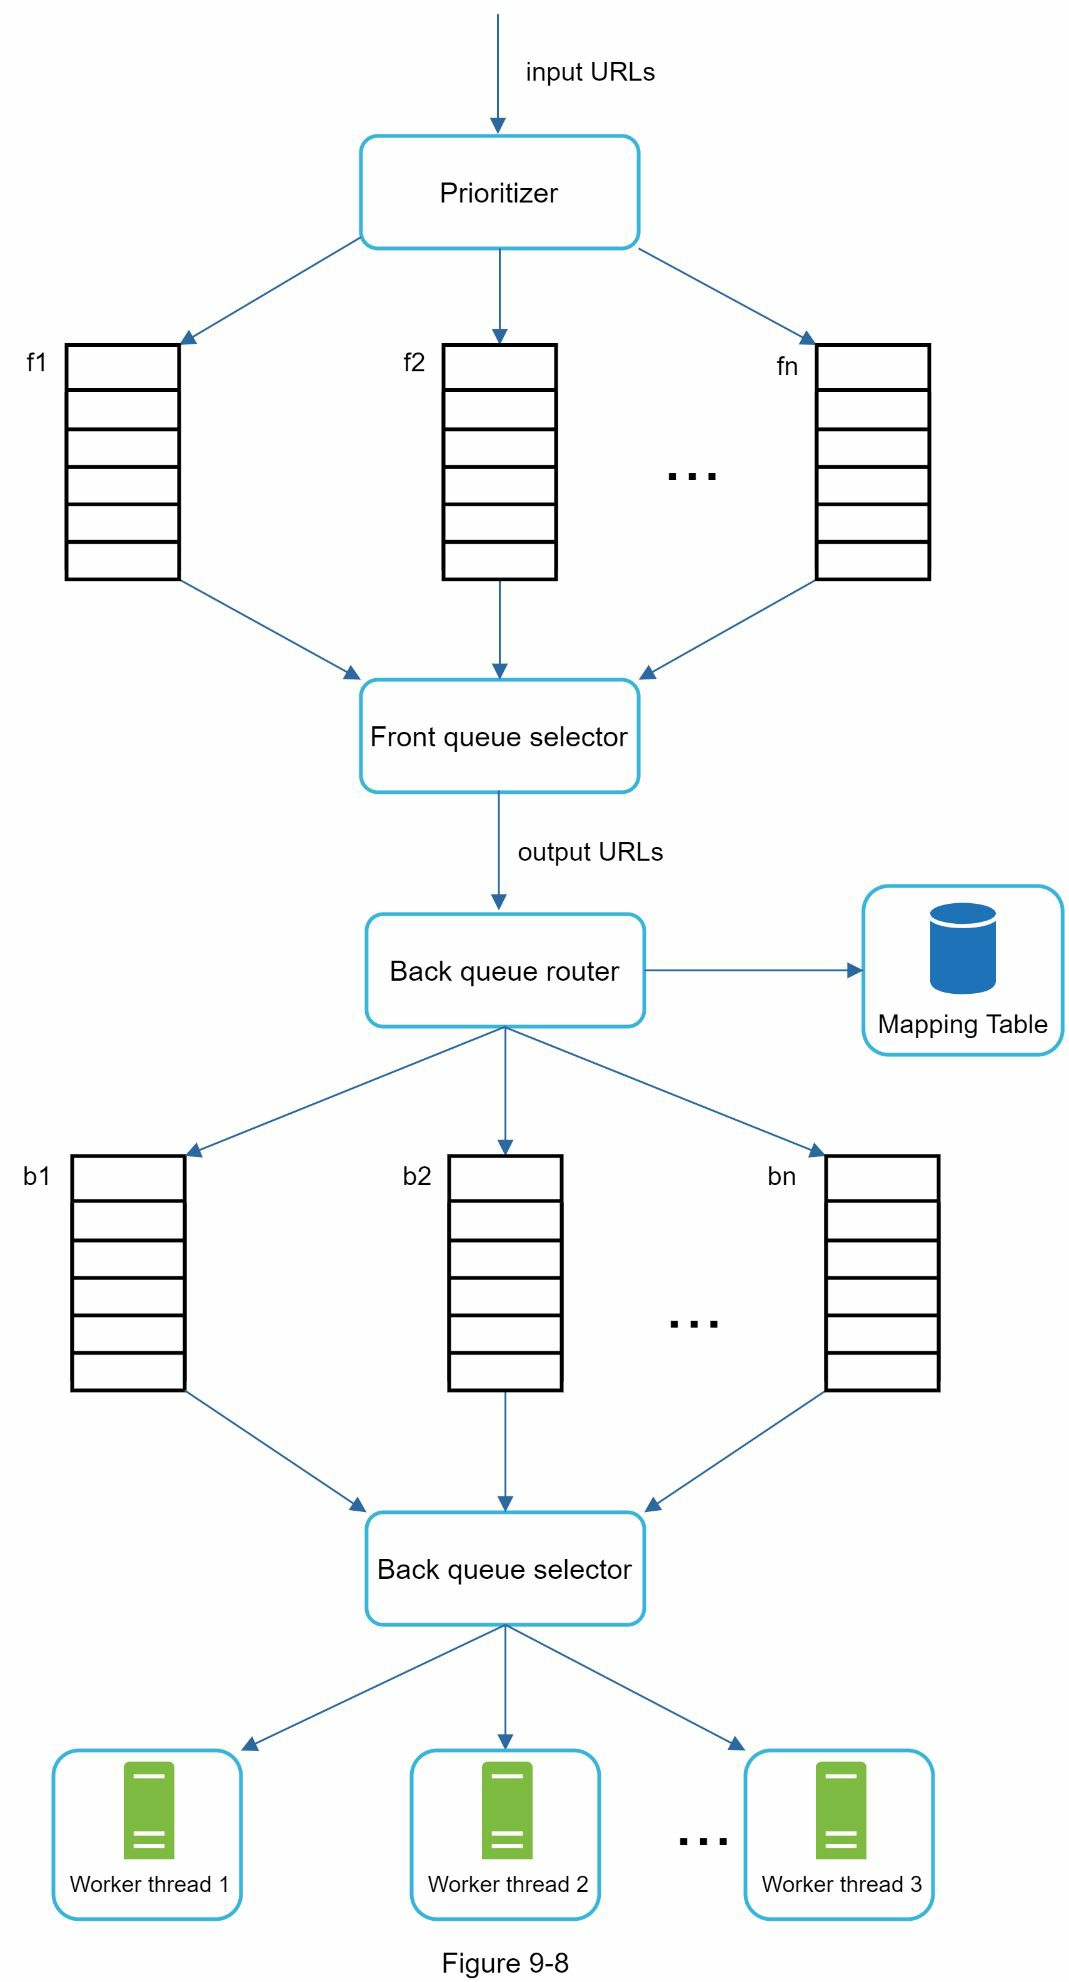 input URLs
Prioritizer
f1
f2
fn
...
Front queue selector
output URLs
Back queue router
Mapping Table
b1
b2
bn
...
Back queue selector
...
Worker thread 1
Worker thread 2
Worker thread 3
Figure 9-8